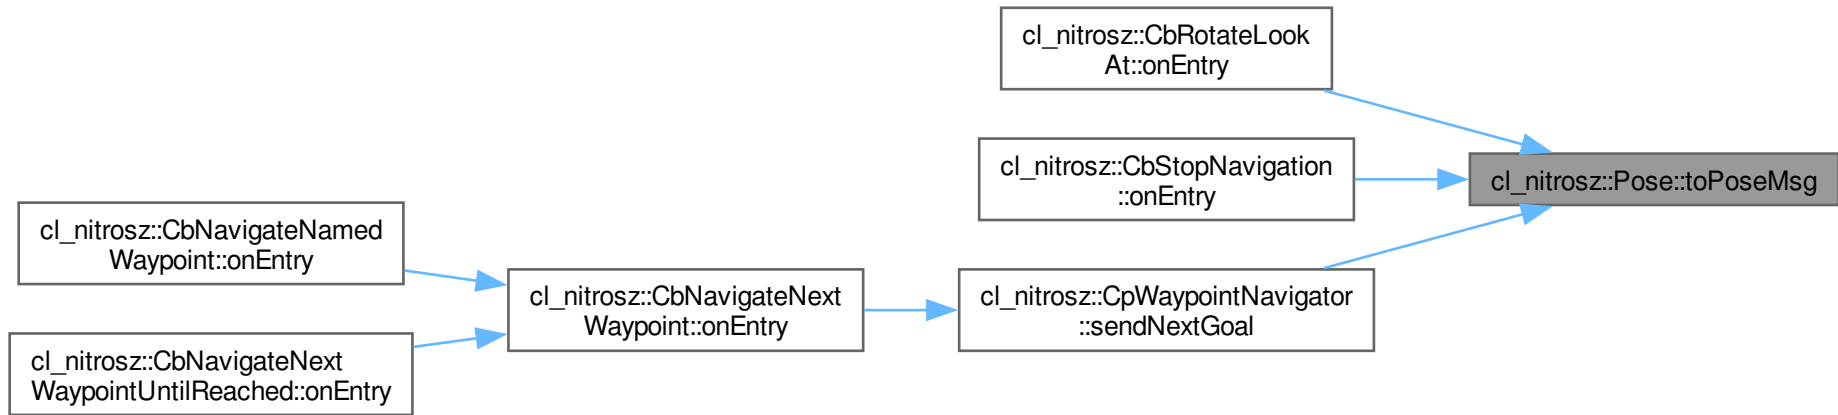 cl_nitrosz::CbRotateLook
At::onEntry
cl_nitrosz::CbStopNavigation
::onEntry
cl_nitrosz::Pose::toPoseMsg
cl_nitrosz::CbNavigateNamed
Waypoint::onEntry
cl_nitrosz::CbNavigateNext
Waypoint::onEntry
cl_nitrosz::CpWaypointNavigator
::sendNextGoal
cl_nitrosz::CbNavigateNext
WaypointUntilReached::onEntry